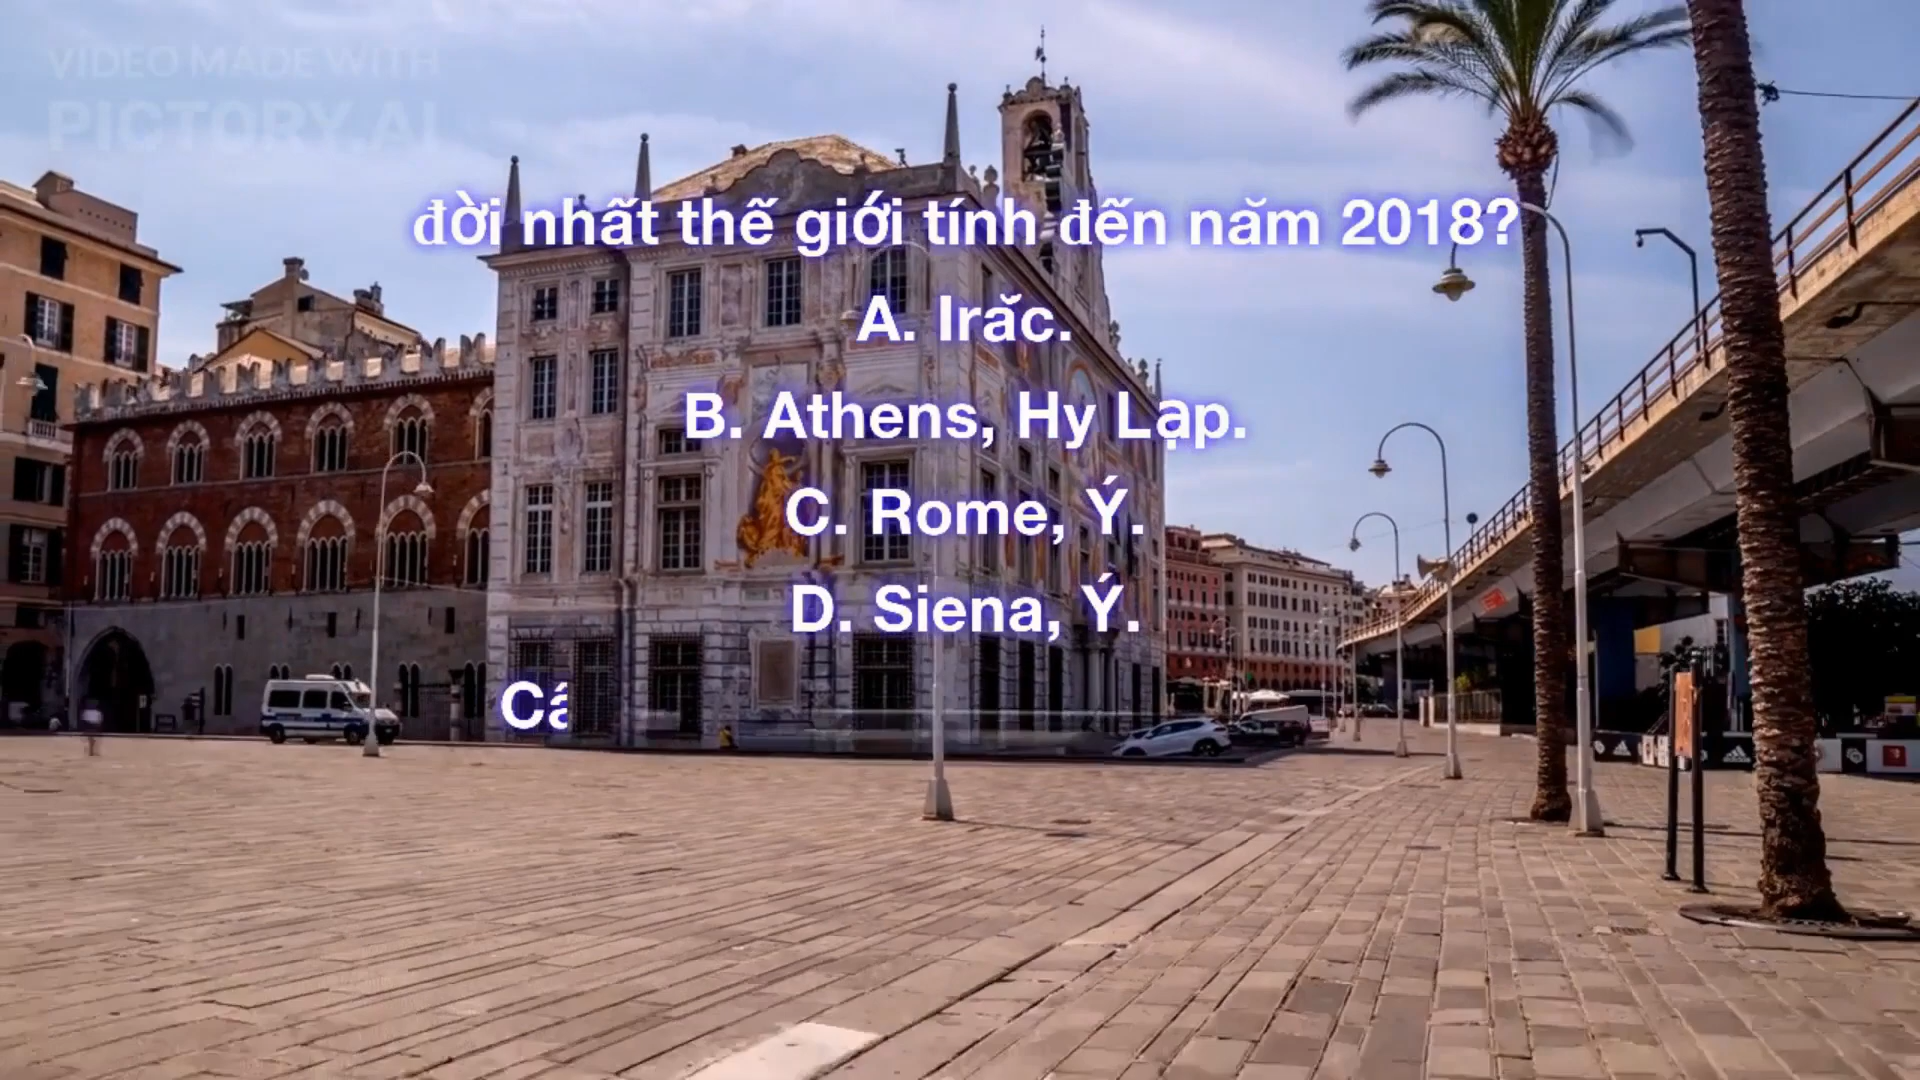 VIDEO MADE WITH
PICTORY.AI
đời nhất thế giới tính đến năm 2018?
A. Irăc.
B. Athens, Hy Lạp.
C. Rome, Ý.
D. Siena, Ý.
Cá